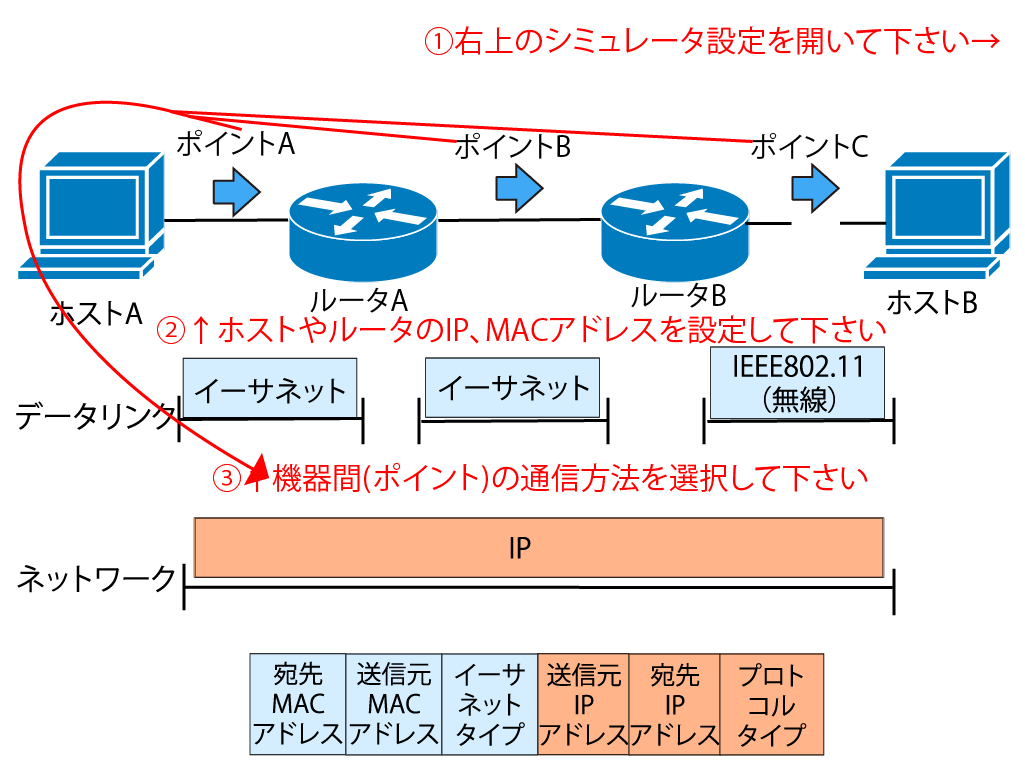 ①右上のシミュレータ設定を開いて下さい→
ポイントA
ポイントB
ポイントC
ホストA
ルータA
ルータB
ホストB
②↑ホストやルータのIP、MACアドレスを設定して下さい
データリンク
イーサネット
イーサネット
IEEE802.11
（無線）
③↑機器間(ポイント)の通信方法を選択して下さい
ネットワーク
IP
宛先
MAC
アドレス
送信元
MAC
アドレス
イーサ
ネット
タイプ
送信元
IP
アドレス
宛先
IP
アドレス
プロト
コル
タイプ